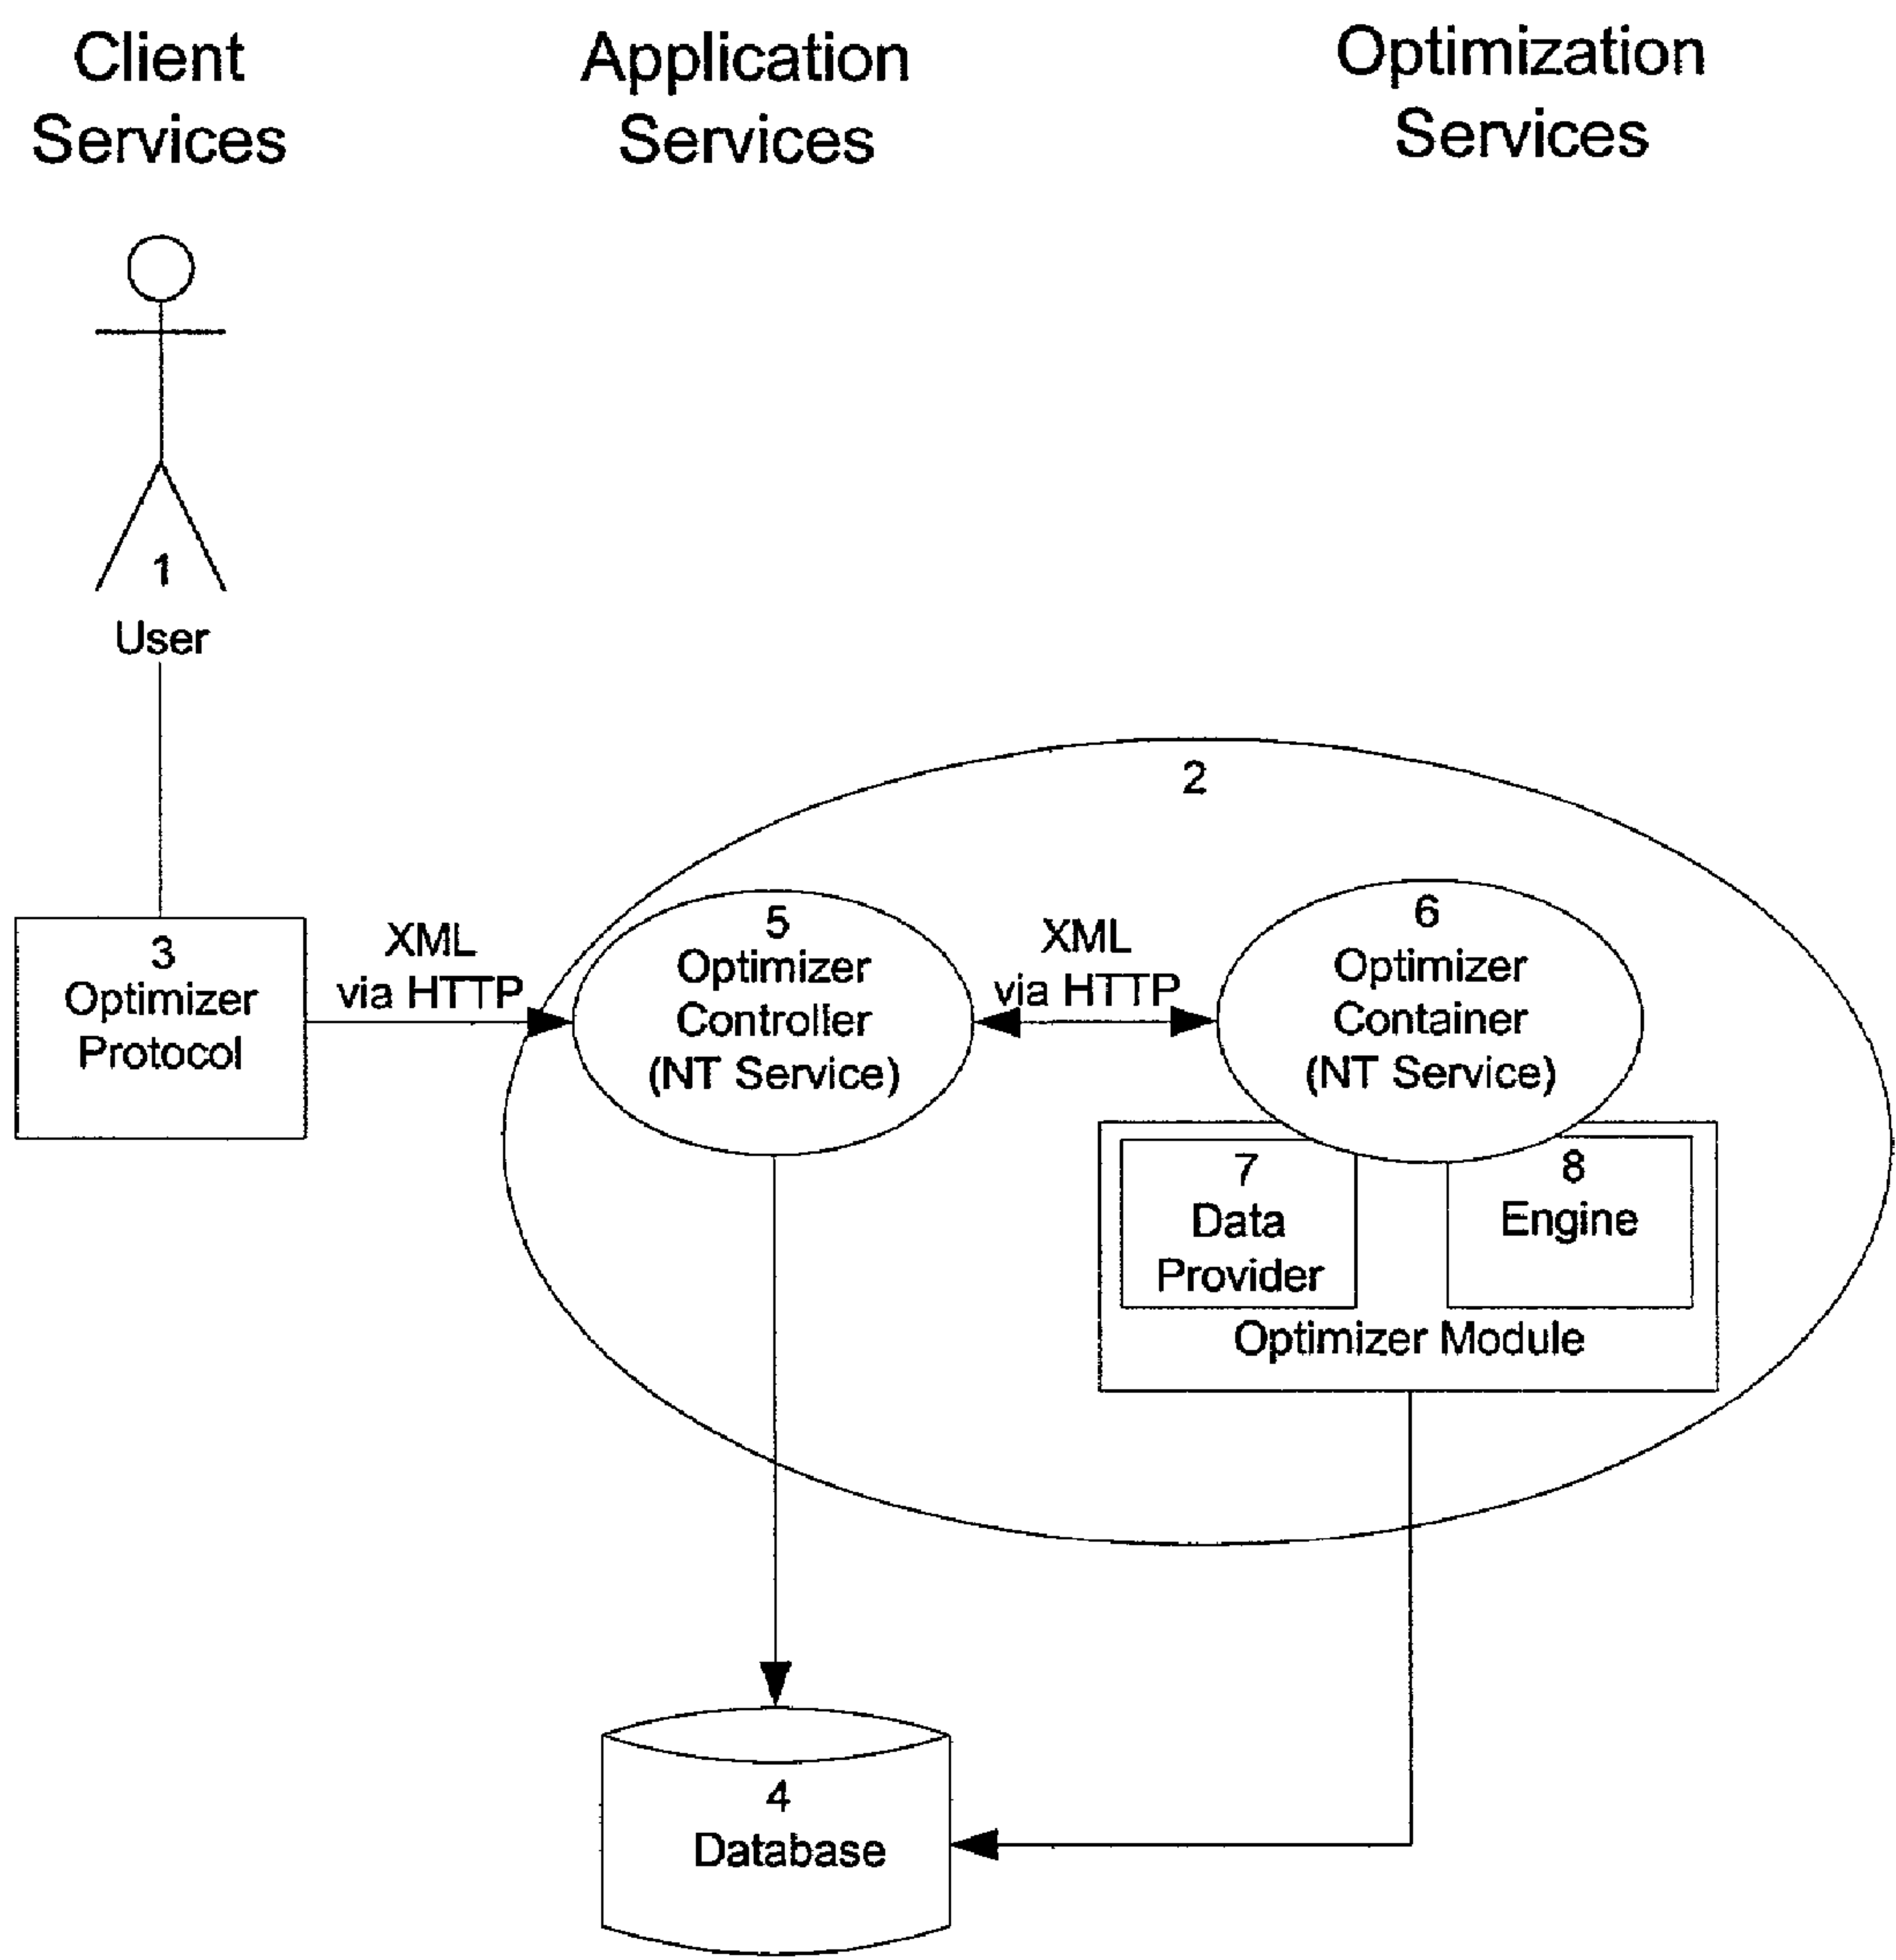 Client
Services
Application
Services
Optimization
Services
1
User
2
3
Optimizer
Protocol
XML
via HTTP
5
Optimizer
Controller
(NT Service)
XML
via HTTP
6
Optimizer
Container
(NT Service)
7
Data
Provider
8
Engine
Optimizer Module
4
Database